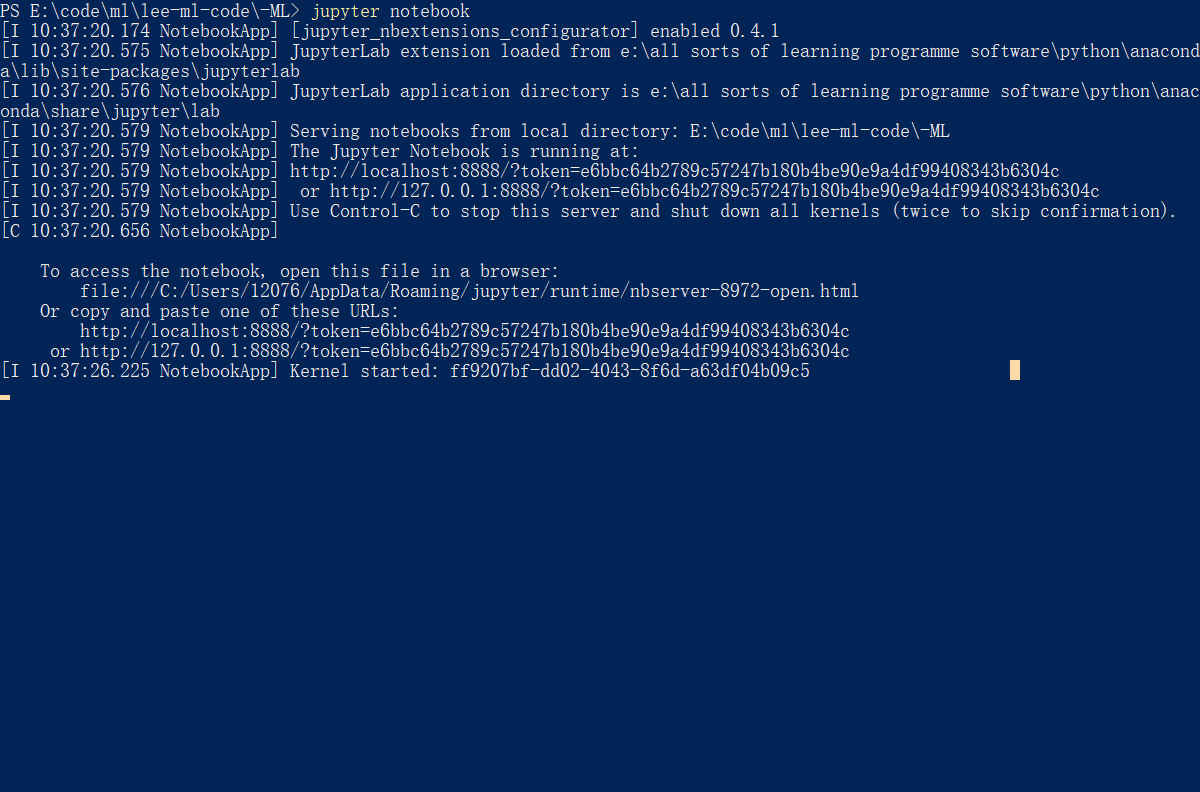 PS E:\code\ml\lee-ml-code\-ML> jupyter notebook
[I 10:37:20.174 NotebookApp] [jupyter_nbextensions_configurator] enabled 0.4.1
[I 10:37:20.575 NotebookApp] JupyterLab extension loaded from e:\all sorts of learning programme software\python\anacond
a\lib\site-packages\jupyterlab
[I 10:37:20.576 NotebookApp] JupyterLab application directory is e:\all sorts of learning programme software\python\anac
onda\share\jupyter\lab
[I 10:37:20.579 NotebookApp] Serving notebooks from local directory: E:\code\ml\lee-ml-code\-ML
[I 10:37:20.579 NotebookApp] The Jupyter Notebook is running at:
[I 10:37:20.579 NotebookApp] http://localhost:8888/?token=e6bbc64b2789c57247b180b4be90e9a4df99408343b6304c
[I 10:37:20.579 NotebookApp]  or http://127.0.0.1:8888/?token=e6bbc64b2789c57247b180b4be90e9a4df99408343b6304c
[I 10:37:20.579 NotebookApp] Use Control-C to stop this server and shut down all kernels (twice to skip confirmation).
[C 10:37:20.656 NotebookApp]
To access the notebook, open this file in a browser:
file:///C:/Users/12076/AppData/Roaming/jupyter/runtime/nbserver-8972-open.html
Or copy and paste one of these URLs:
http://localhost:8888/?token=e6bbc64b2789c57247b180b4be90e9a4df99408343b6304c
or http://127.0.0.1:8888/?token=e6bbc64b2789c57247b180b4be90e9a4df99408343b6304c
[I 10:37:26.225 NotebookApp] Kernel started: ff9207bf-dd02-4043-8f6d-a63df04b09c5